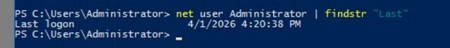 PS C:\Users\Administrator> net user Administrator | findstr "Last"
Last logon                   4/1/2026 4:20:38 PM
PS C:\Users\Administrator> _